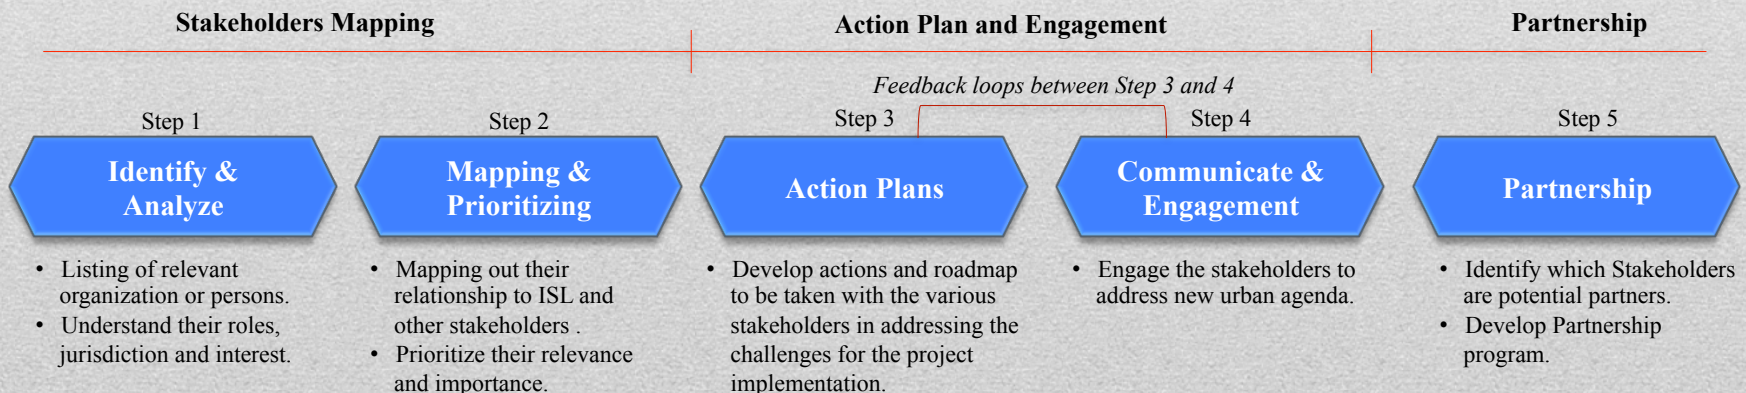 Stakeholders Mapping
Action Plan and Engagement
Partnership
Feedback loops between Step 3 and 4
Step 1
Identify &
Analyze
• Listing of relevant
organization or persons.
• Understand their roles,
jurisdiction and interest.
Step 2
Mapping &
Prioritizing
• Mapping out their
relationship to ISL and
other stakeholders .
• Prioritize their relevance
and importance.
Step 3
Action Plans
• Develop actions and roadmap
to be taken with the various
stakeholders in addressing the
challenges for the project
implementation.
Step 4
Communicate &
Engagement
• Engage the stakeholders to
address new urban agenda.
Step 5
Partnership
• Identify which Stakeholders
are potential partners.
• Develop Partnership
program.